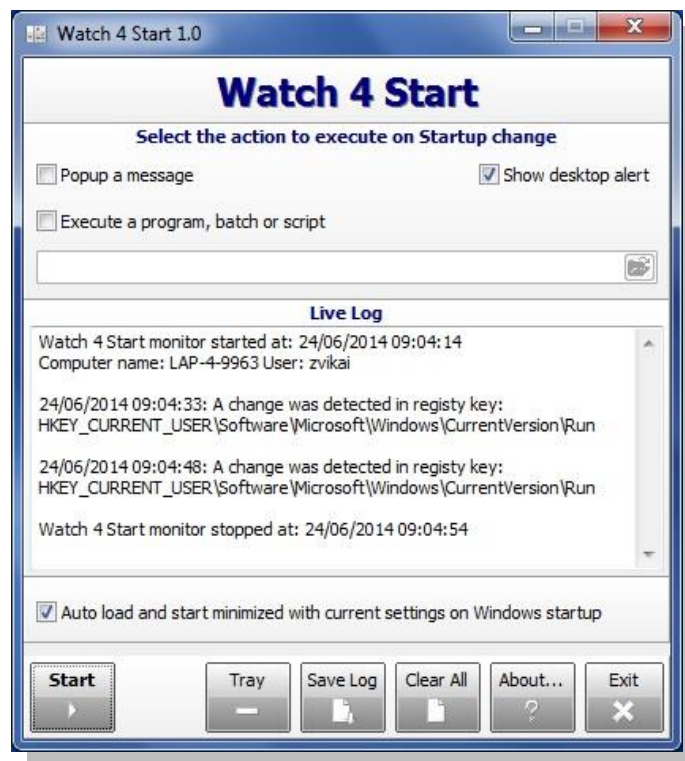 Watch 4 Start 1.0
Watch 4 Start
Select the action to execute on Startup change
Popup a message
Show desktop alert
Execute a program, batch or script
Live Log
Watch 4 Start monitor started at: 24/06/2014 09:04:14
Computer name: LAP-4-9963 User: zvikai
24/06/2014 09:04:33: A change was detected in registy key:
HKEY_CURRENT_USER\Software\Microsoft\Windows\CurrentVersion\Run
24/06/2014 09:04:48: A change was detected in registy key:
HKEY_CURRENT_USER\Software\Microsoft\Windows\CurrentVersion\Run
Watch 4 Start monitor stopped at: 24/06/2014 09:04:54
Auto load and start minimized with current settings on Windows startup
Start
Tray
Save Log
Clear All
About...
Exit